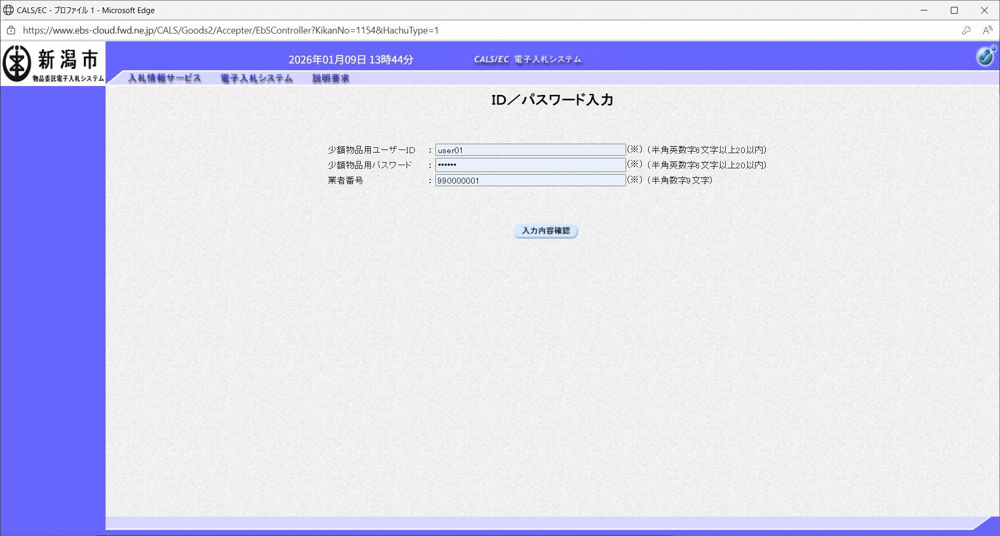 CALS/EC - プロファイル 1 - Microsoft Edge
https://www.ebs-cloud.fwd.ne.jp/CALS/Goods2/Accepter/EbSController?KikanNo=1154&HachuType=1
新潟市
物品委託電子入札システム
2026年01月09日 13時44分
CALS/EC 電子入札システム
入札情報サービス 電子入札システム 説明要求
ID／パスワード入力
少額物品用ユーザーID : user01 (※) (半角英数字6文字以上20以内)
少額物品用パスワード : •••••• (※) (半角英数字6文字以上20以内)
業者番号 : 990000001 (※) (半角数字9文字)
入力内容確認